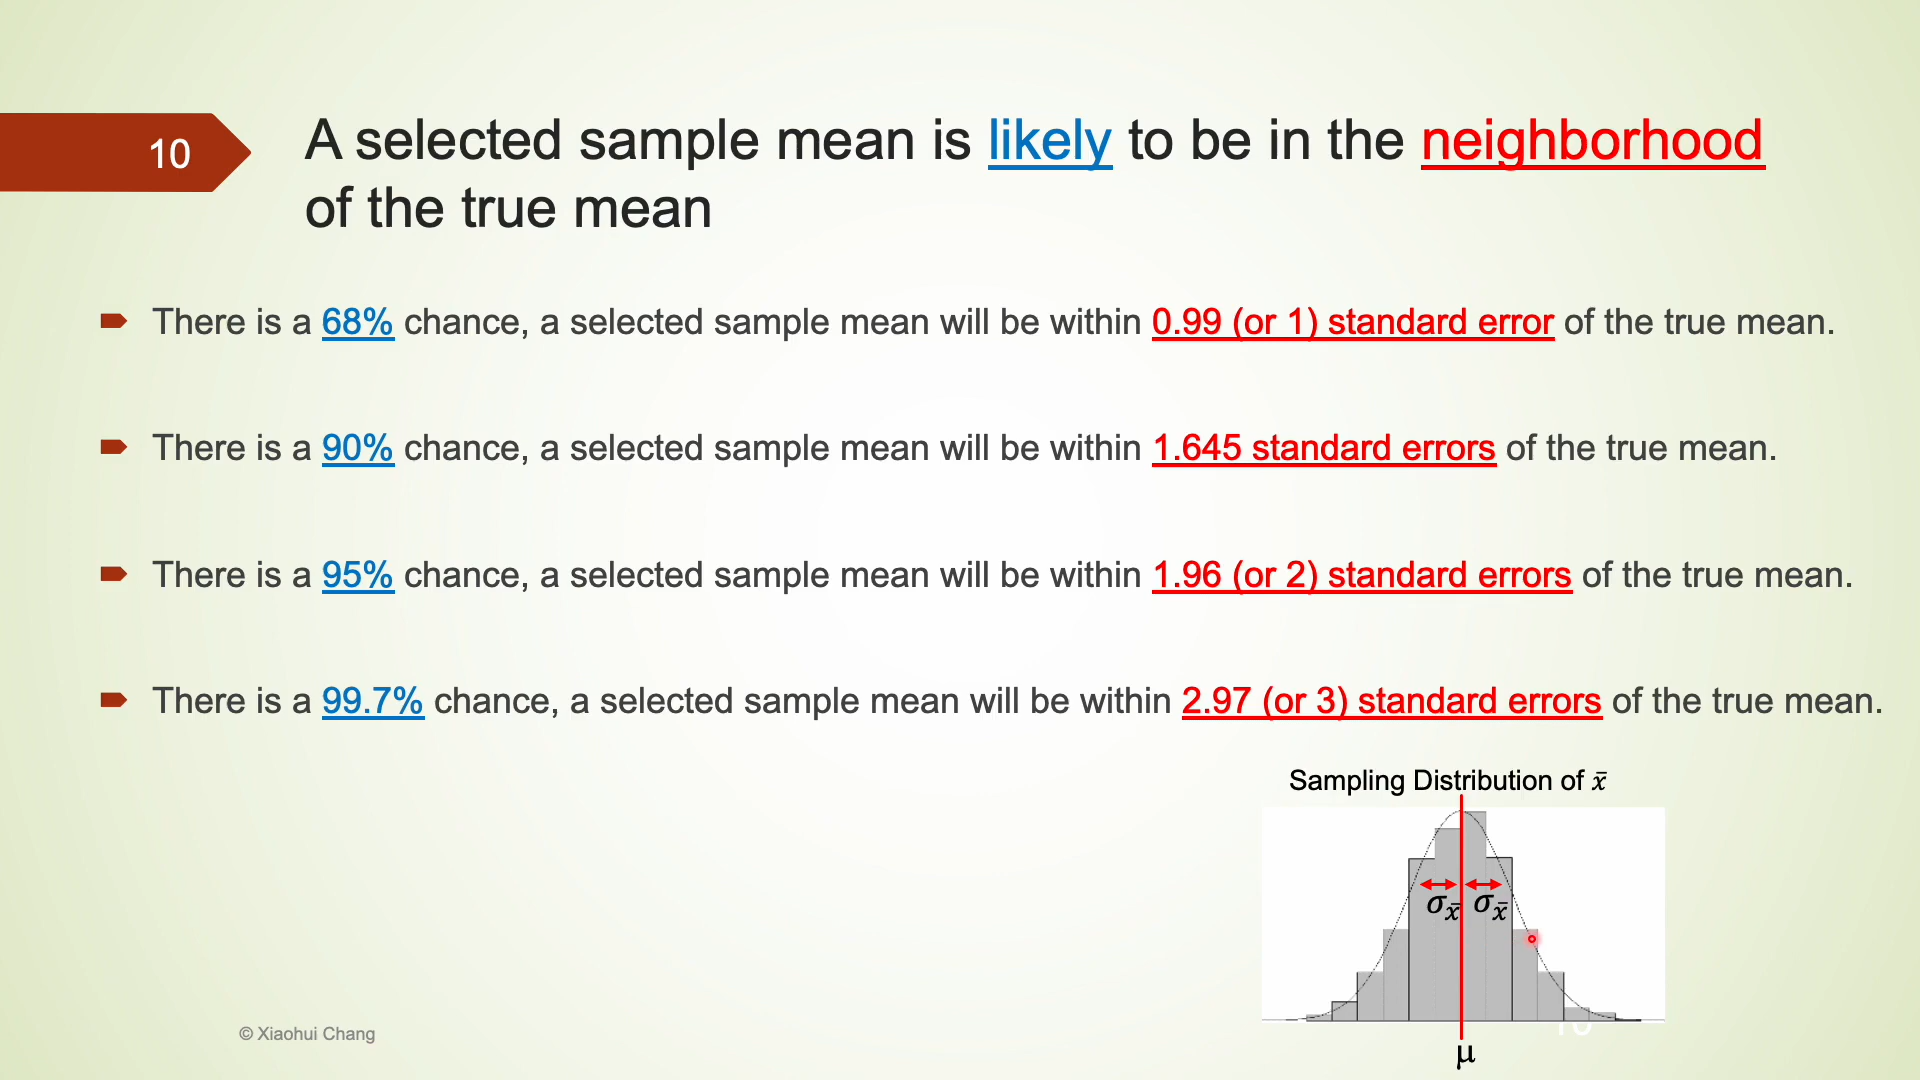 10
A selected sample mean is likely to be in the neighborhood
of the true mean
There is a 68% chance, a selected sample mean will be within 0.99 (or 1) standard error of the true mean.
There is a 90% chance, a selected sample mean will be within 1.645 standard errors of the true mean.
There is a 95% chance, a selected sample mean will be within 1.96 (or 2) standard errors of the true mean.
There is a 99.7% chance, a selected sample mean will be within 2.97 (or 3) standard errors of the true mean.
Sampling Distribution of x̄
σx̄ σx̄
μ
© Xiaohui Chang